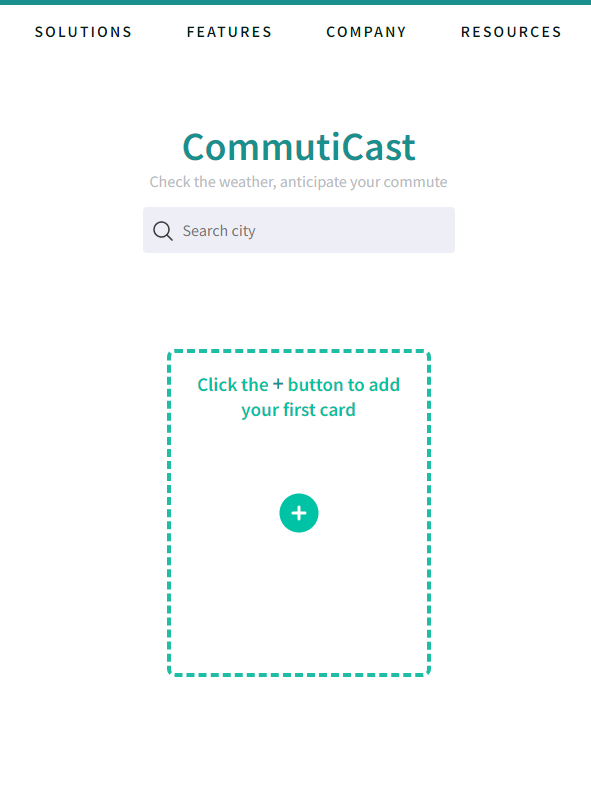 SOLUTIONS FEATURES COMPANY RESOURCES
CommutiCast
Check the weather, anticipate your commute
Search city
Click the + button to add
your first card
+